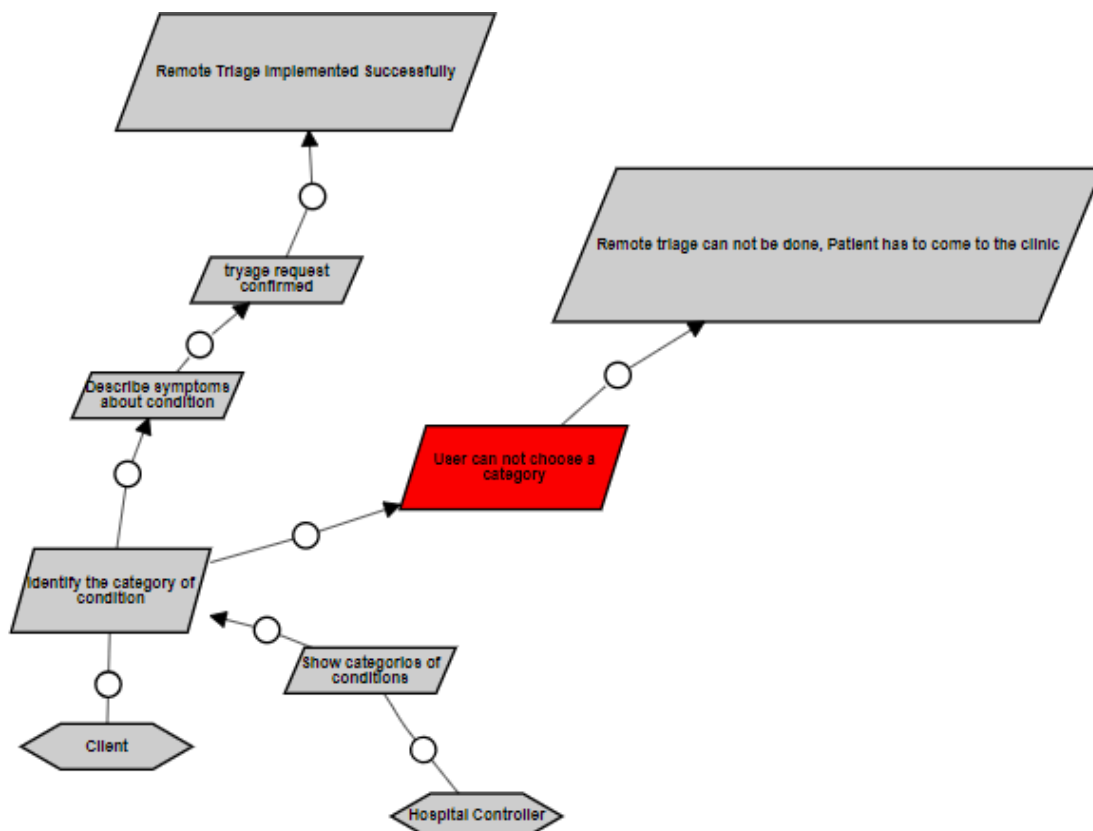 Remote Triage Implemented Successfully
Remote triage can not be done, Patient has to come to the clinic
tryage request
confirmed
Describe symptoms
about condition
User can not choose a
category
Identify the category of
condition
Show categories of
conditions
Client
Hospital Controller